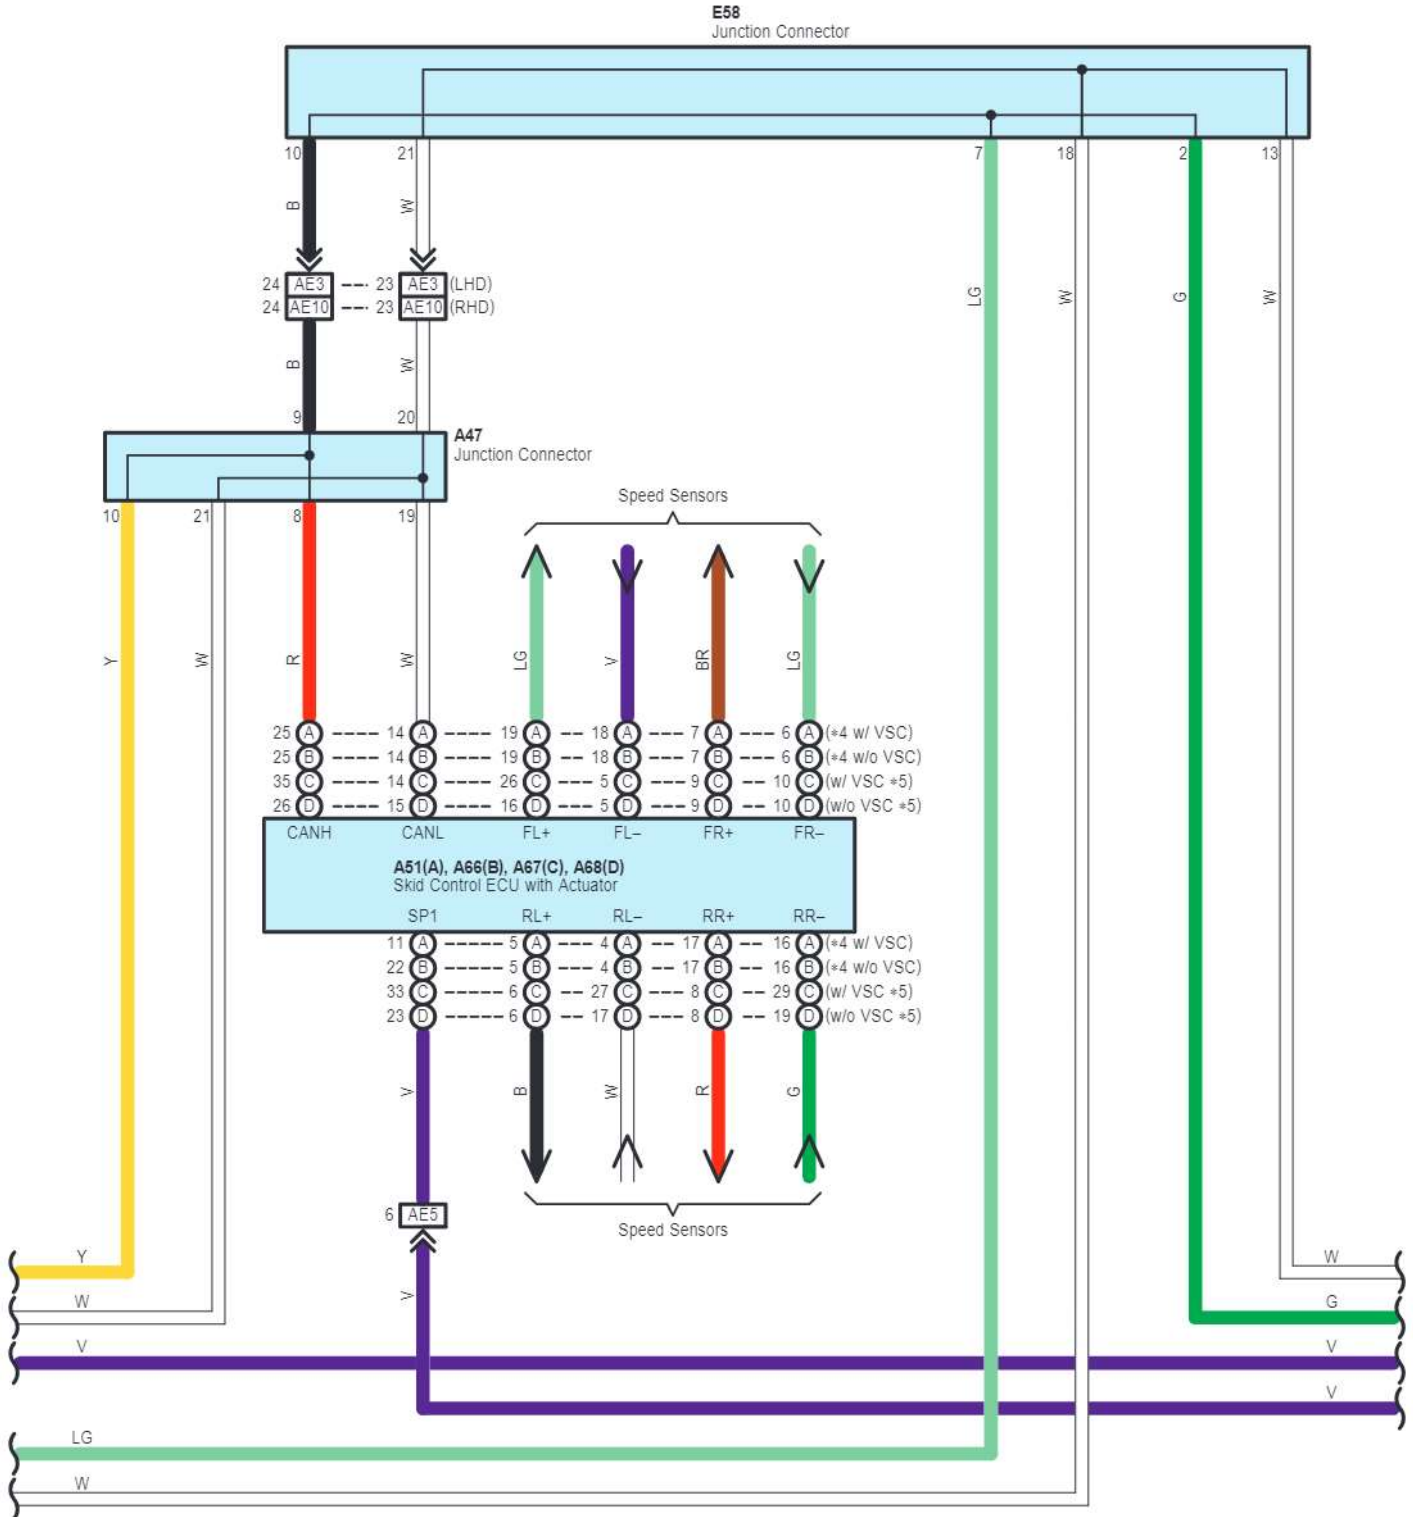 E58
Junction Connector
10 21 7 18 2 13
B W
24 AE3 23 AE3 (LHD)
24 AE10 23 AE10 (RHD)
LG W G W
B W
9 20
A47
Junction Connector
10 21 8 19
Speed Sensors
Y W R W LG V BR LG
25 A 14 A 19 A 18 A 7 A 6 A (*4 w/ VSC)
25 B 14 B 19 B 18 B 7 B 6 B (*4 w/o VSC)
35 C 14 C 26 C 5 C 9 C 10 C (w/ VSC *5)
26 D 15 D 16 D 5 D 9 D 10 D (w/o VSC *5)
CANH CANL FL+ FL– FR+ FR–
A51(A), A66(B), A67(C), A68(D)
Skid Control ECU with Actuator
SP1 RL+ RL– RR+ RR–
11 A 5 A 4 A 17 A 16 A (*4 w/ VSC)
22 B 5 B 4 B 17 B 16 B (*4 w/o VSC)
33 C 6 C 27 C 8 C 29 C (w/ VSC *5)
23 D 6 D 17 D 8 D 19 D (w/o VSC *5)
V B W R G
6 AE5
Speed Sensors
Y W
V
W G
V V
V
LG
W